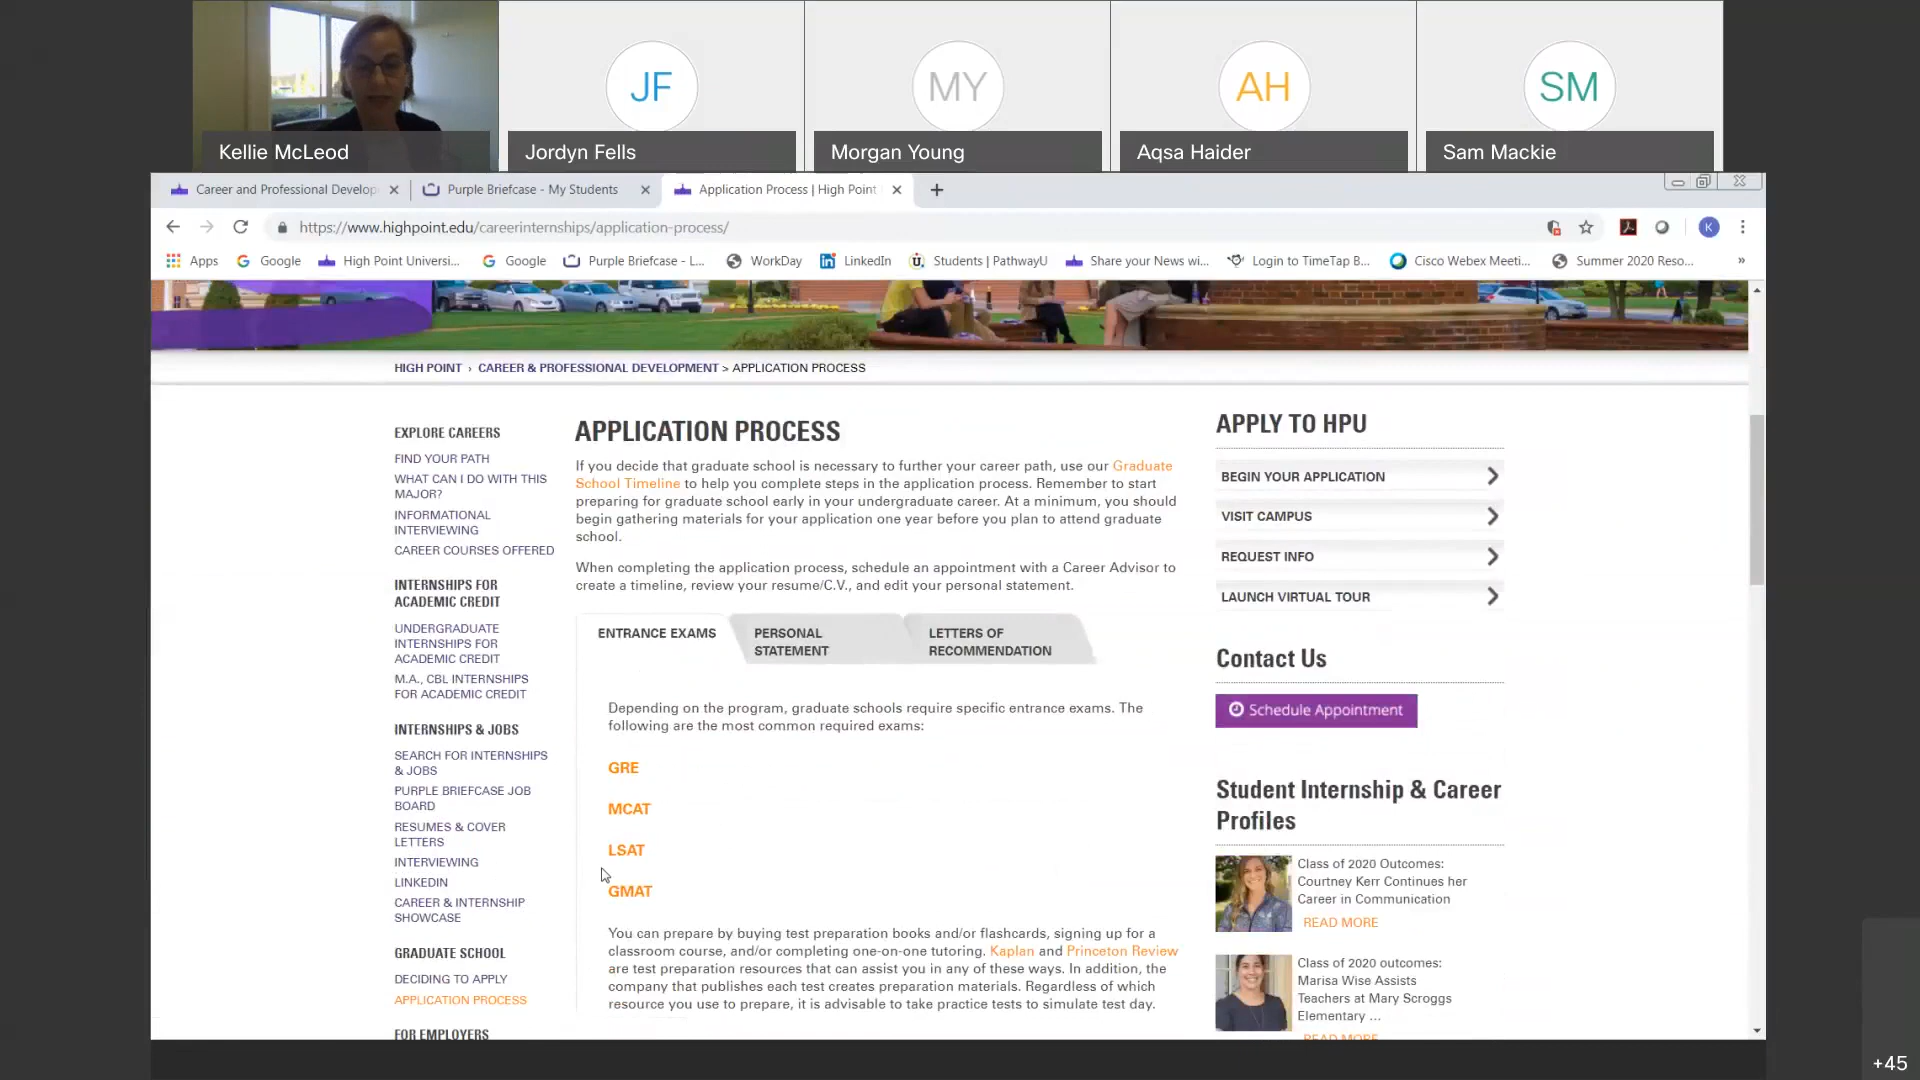 JF
MY
AH
SM
Kellie McLeod
Jordyn Fells
Morgan Young
Aqsa Haider
Sam Mackie
Career and Professional Develop
Purple Briefcase - My Students
Application Process | High Point
https://www.highpoint.edu/careerinternships/application-process/
K
Apps
Google
High Point Universi...
Google
Purple Briefcase - L...
WorkDay
LinkedIn
Students | PathwayU
Share your News wi...
Login to TimeTap B...
Cisco Webex Meeti...
Summer 2020 Reso...
»
HIGH POINT › CAREER & PROFESSIONAL DEVELOPMENT > APPLICATION PROCESS
EXPLORE CAREERS
FIND YOUR PATH
WHAT CAN I DO WITH THIS
MAJOR?
INFORMATIONAL
INTERVIEWING
CAREER COURSES OFFERED
INTERNSHIPS FOR
ACADEMIC CREDIT
UNDERGRADUATE
INTERNSHIPS FOR
ACADEMIC CREDIT
M.A., CBL INTERNSHIPS
FOR ACADEMIC CREDIT
INTERNSHIPS & JOBS
SEARCH FOR INTERNSHIPS
& JOBS
PURPLE BRIEFCASE JOB
BOARD
RESUMES & COVER
LETTERS
INTERVIEWING
LINKEDIN
CAREER & INTERNSHIP
SHOWCASE
GRADUATE SCHOOL
DECIDING TO APPLY
APPLICATION PROCESS
FOR EMPLOYERS
APPLICATION PROCESS
If you decide that graduate school is necessary to further your career path, use our Graduate
School Timeline to help you complete steps in the application process. Remember to start
preparing for graduate school early in your undergraduate career. At a minimum, you should
begin gathering materials for your application one year before you plan to attend graduate
school.
When completing the application process, schedule an appointment with a Career Advisor to
create a timeline, review your resume/C.V., and edit your personal statement.
ENTRANCE EXAMS
PERSONAL
STATEMENT
LETTERS OF
RECOMMENDATION
Depending on the program, graduate schools require specific entrance exams. The
following are the most common required exams:
GRE
MCAT
LSAT
GMAT
You can prepare by buying test preparation books and/or flashcards, signing up for a
classroom course, and/or completing one-on-one tutoring. Kaplan and Princeton Review
are test preparation resources that can assist you in any of these ways. In addition, the
company that publishes each test creates preparation materials. Regardless of which
resource you use to prepare, it is advisable to take practice tests to simulate test day.
APPLY TO HPU
BEGIN YOUR APPLICATION
VISIT CAMPUS
REQUEST INFO
LAUNCH VIRTUAL TOUR
Contact Us
Schedule Appointment
Student Internship & Career
Profiles
Class of 2020 Outcomes:
Courtney Kerr Continues her
Career in Communication
READ MORE
Class of 2020 outcomes:
Marisa Wise Assists
Teachers at Mary Scroggs
Elementary ...
READ MORE
+45